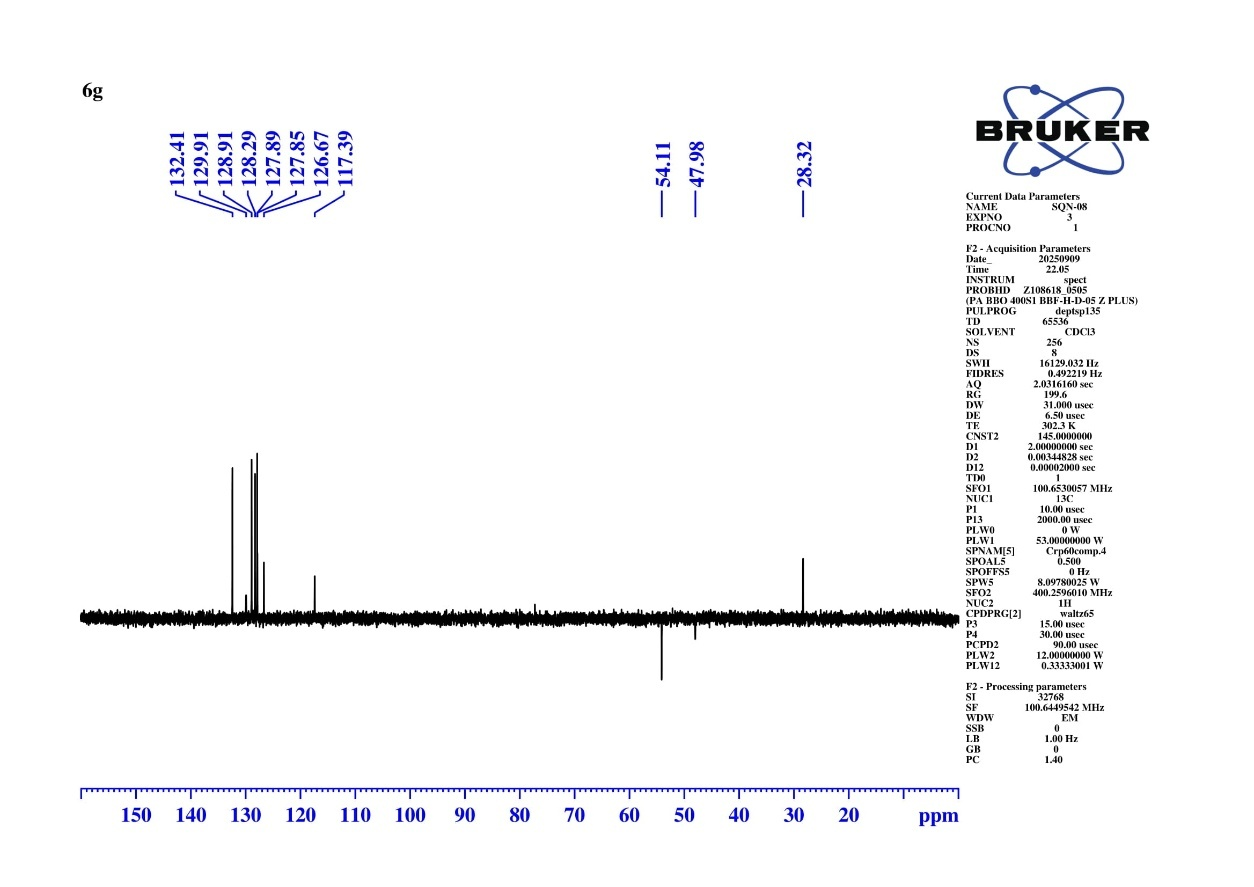 6g
132.41
129.91
128.91
128.29
127.89
127.85
126.67
117.39
54.11
47.98
28.32
BRUKER
Current Data Parameters
NAME SQN-08
EXPNO 3
PROCNO 1
F2 - Acquisition Parameters
Date_ 20250909
Time 22.05
INSTRUM spect
PROBHD Z108618_0505
(PA BBO 400S1 BBF-H-D-05 Z PLUS)
PULPROG deptsp135
TD 65536
SOLVENT CDCl3
NS 256
DS 8
SWH 16129.032 Hz
FIDRES 0.492219 Hz
AQ 2.0316160 sec
RG 199.6
DW 31.000 usec
DE 6.50 usec
TE 302.3 K
CNST2 145.0000000
D1 2.00000000 sec
D2 0.00344828 sec
D12 0.00002000 sec
TD0 1
SFO1 100.6530057 MHz
NUC1 13C
P1 10.00 usec
P13 2000.00 usec
PLW0 0 W
PLW1 53.00000000 W
SPNAM[5] Crp60comp.4
SPOAL5 0.500
SPOFFS5 0 Hz
SPW5 8.09780025 W
SFO2 400.2596010 MHz
NUC2 1H
CPDPRG[2] waltz65
P3 15.00 usec
P4 30.00 usec
PCPD2 90.00 usec
PLW2 12.00000000 W
PLW12 0.33333001 W
F2 - Processing parameters
SI 32768
SF 100.6449542 MHz
WDW EM
SSB 0
LB 1.00 Hz
GB 0
PC 1.40
150 140 130 120 110 100 90 80 70 60 50 40 30 20 ppm